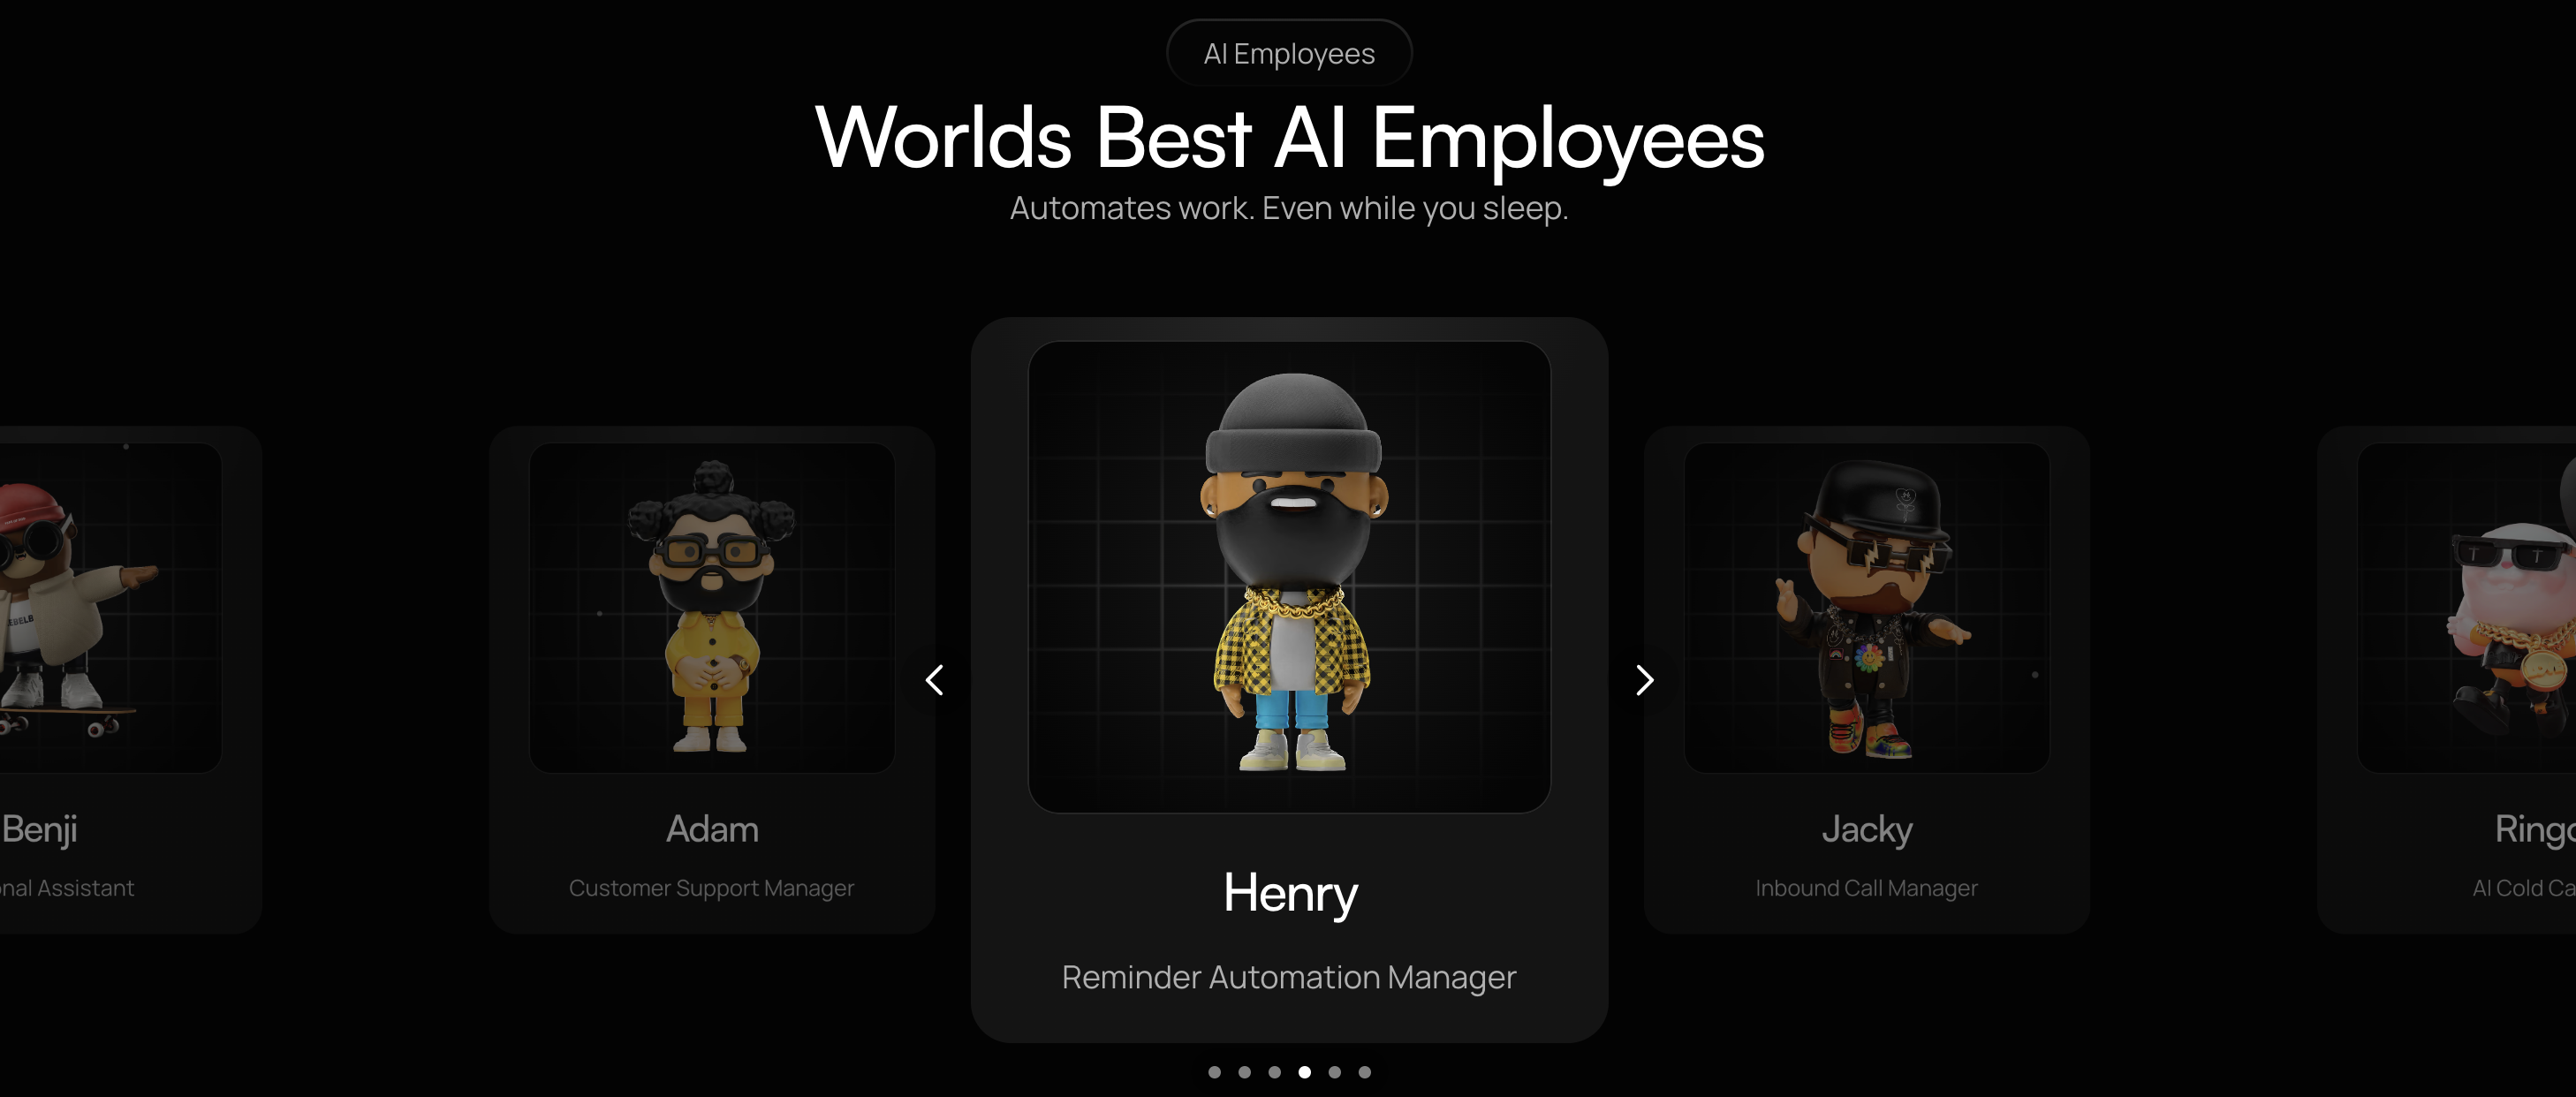 AI Employees
Worlds Best AI Employees
Automates work. Even while you sleep.
Benji
nal Assistant
Adam
Customer Support Manager
Henry
Reminder Automation Manager
Jacky
Inbound Call Manager
Ringo
AI Cold Ca